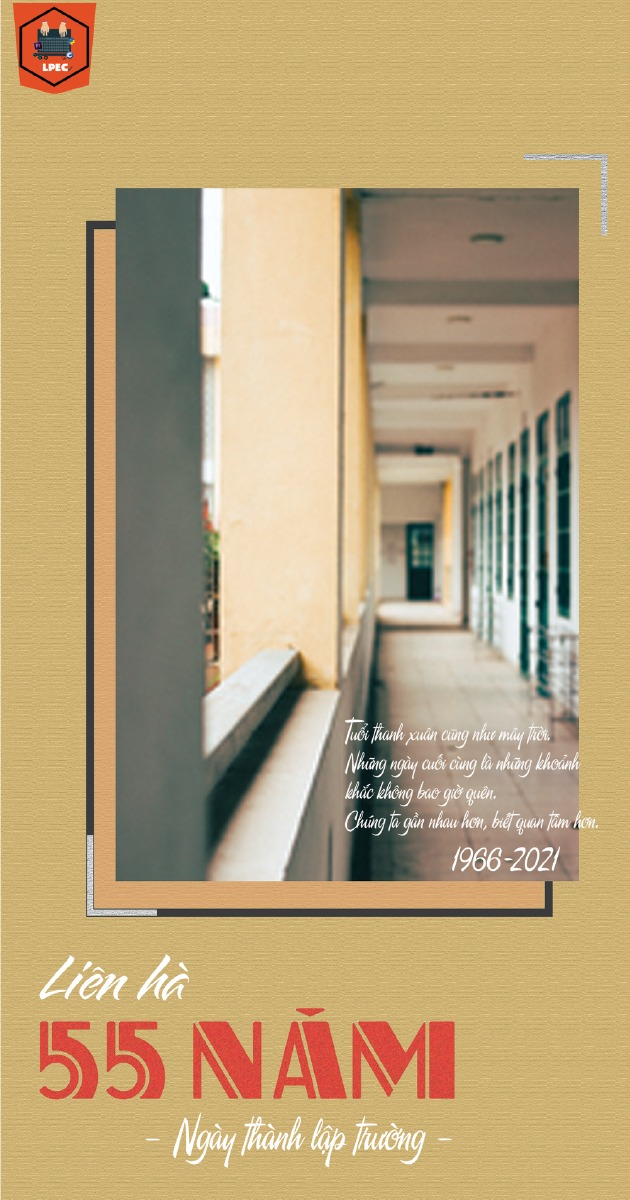 LPEC
Tuổi thanh xuân cũng như mây trời.
Những ngày cuối cùng là những khoảnh
khắc không bao giờ quên.
Chúng ta gần nhau hơn, biết quan tâm hơn.
1966-2021
Liên hà
55 NĂM
- Ngày thành lập trường -